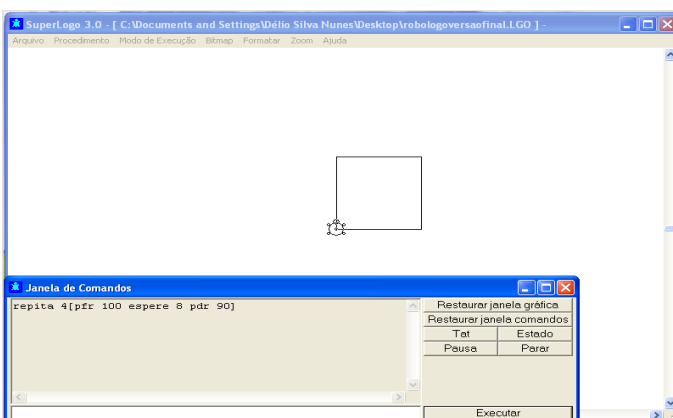 SuperLogo 3.0 - [ C:\Documents and Settings\Délio Silva Nunes\Desktop\robologoversaofinal.LGO ] -
Arquivo Procedimento Modo de Execução Bitmap Formatar Zoom Ajuda
Janela de Comandos
repita 4[pfr 100 espere 8 pdr 90]
Restaurar janela gráfica
Restaurar janela comandos
Tat Estado
Pausa Parar
Executar